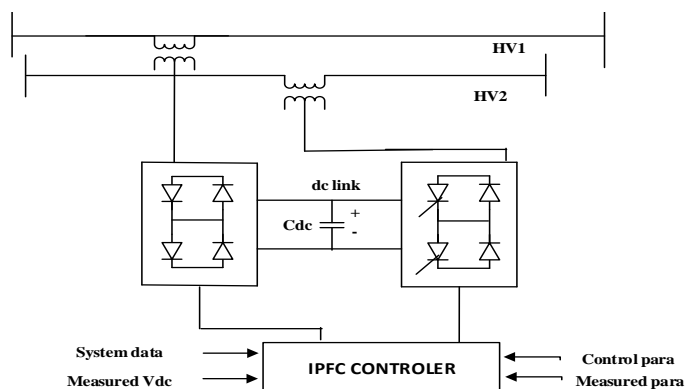 HV1
HV2
dc link
Cdc
+
-
System data
Measured Vdc
IPFC CONTROLER
Control para
Measured para